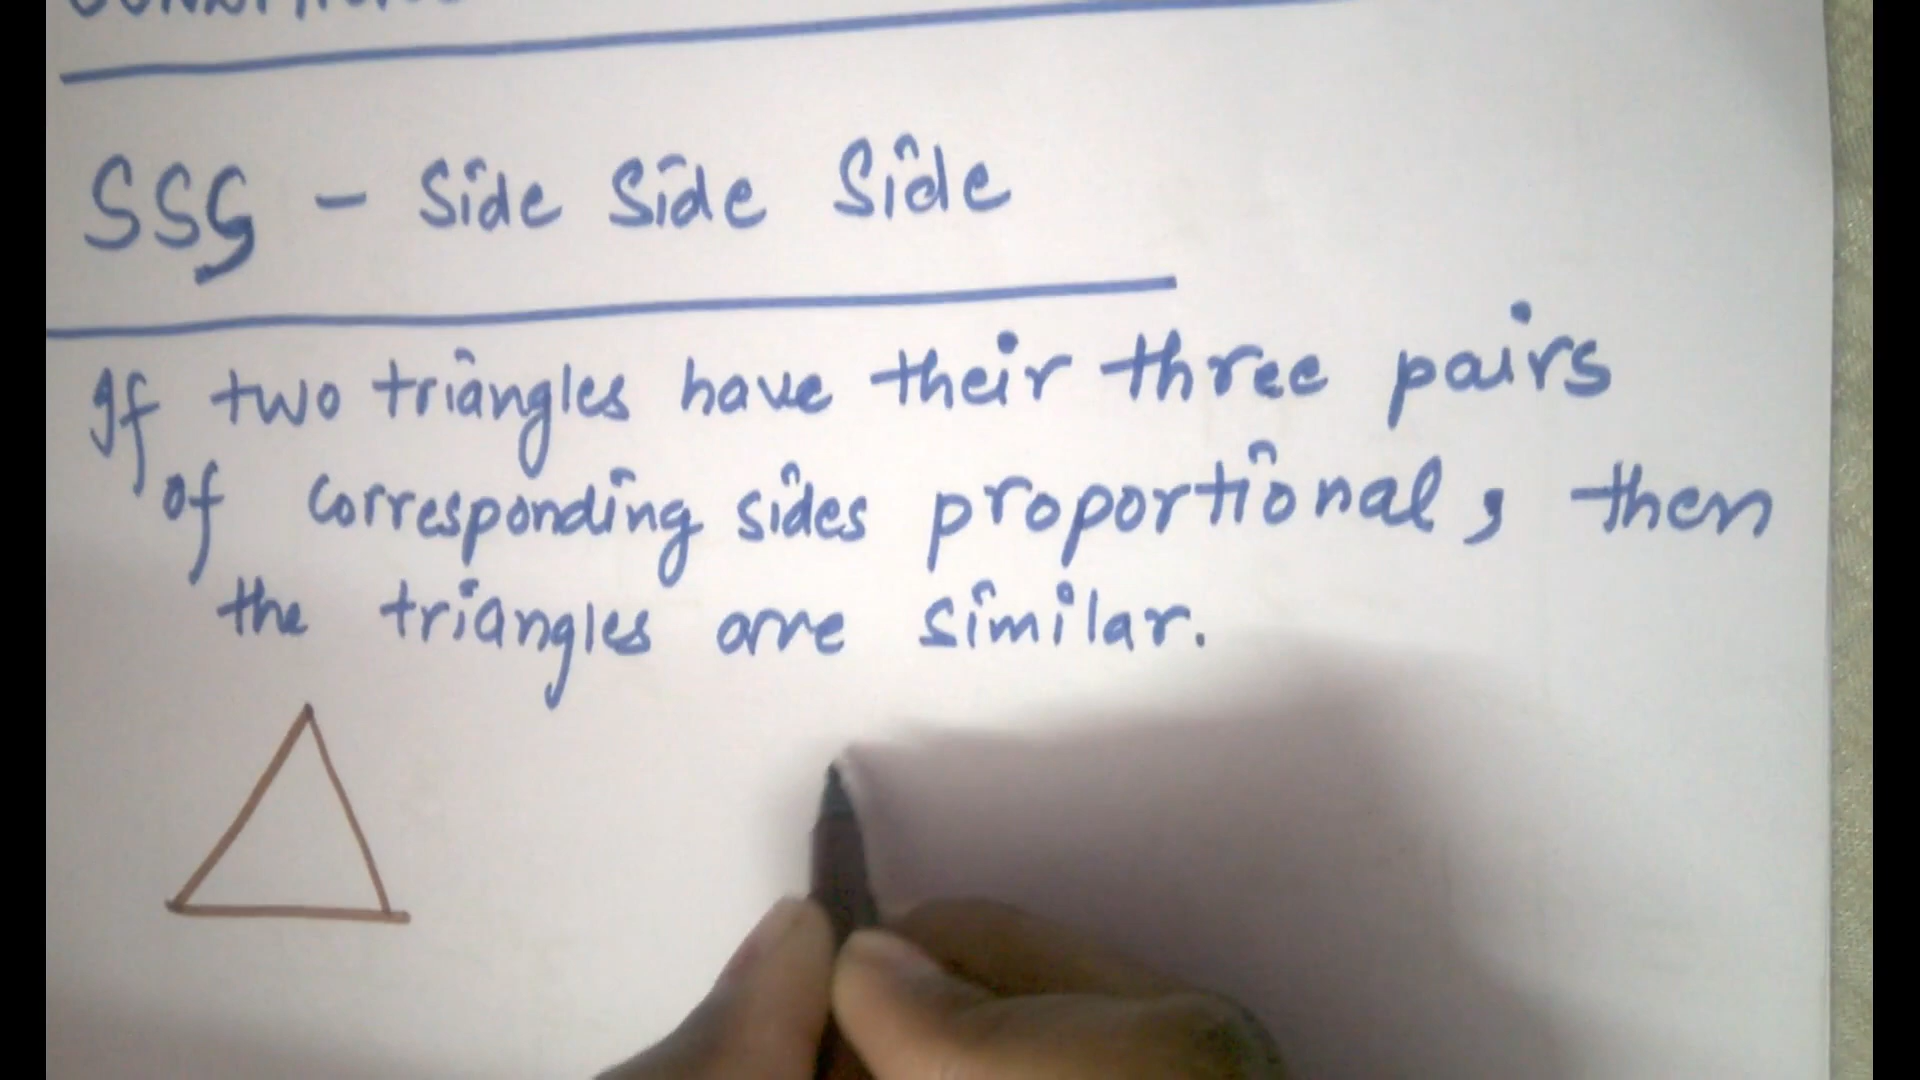 SSS - Side Side Side
If two triangles have their three pairs
of corresponding sides proportional, then
the triangles are similar.